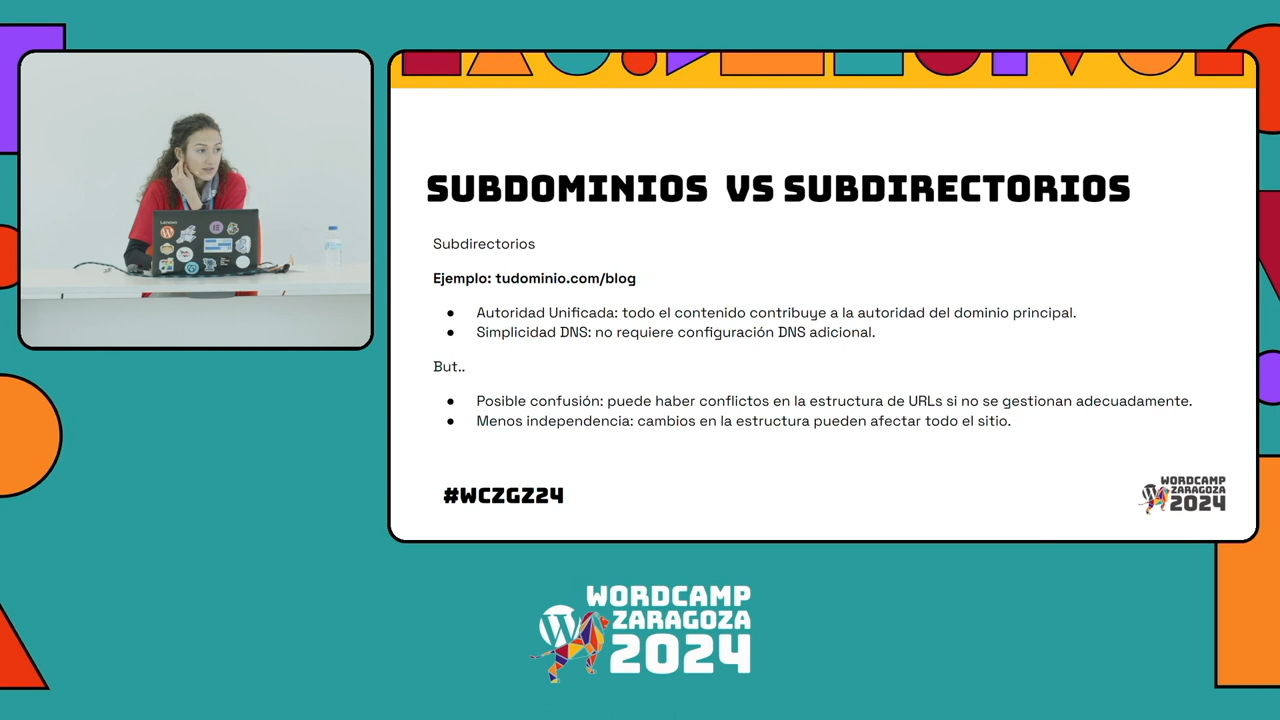 SUBDOMINIOS VS SUBDIRECTORIOS
Subdirectorios
Ejemplo: tudominio.com/blog
● Autoridad Unificada: todo el contenido contribuye a la autoridad del dominio principal.
● Simplicidad DNS: no requiere configuración DNS adicional.
But..
● Posible confusión: puede haber conflictos en la estructura de URLs si no se gestionan adecuadamente.
● Menos independencia: cambios en la estructura pueden afectar todo el sitio.
#WCZGZ24
WORDCAMP
ZARAGOZA
2024
Lenovo
WORDCAMP
ZARAGOZA
2024